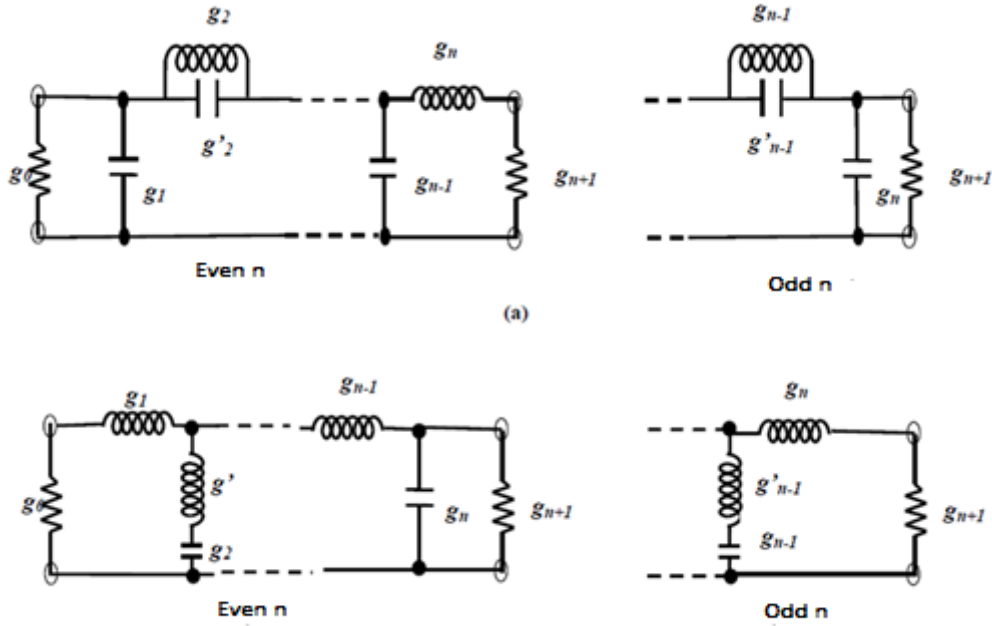 g2
gn
gn-1
g0
g'2
g1
gn-1
gn+1
g'n-1
gn
gn+1
Even n
Odd n
(a)
g1
gn-1
gn
g0
g'
g2
gn
gn+1
g'n-1
gn-1
gn+1
Even n
Odd n